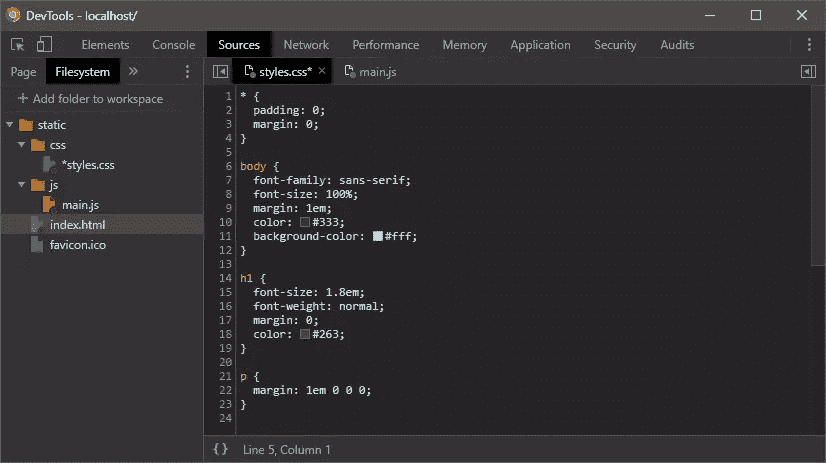 DevTools - localhost/
Elements Console Sources Network Performance Memory Application Security Audits
Page Filesystem »
styles.css* × main.js
+ Add folder to workspace
static
css
*styles.css
js
main.js
index.html
favicon.ico
1 * {
2 padding: 0;
3 margin: 0;
4 }
5
6 body {
7 font-family: sans-serif;
8 font-size: 100%;
9 margin: 1em;
10 color: #333;
11 background-color: #fff;
12 }
13
14 h1 {
15 font-size: 1.8em;
16 font-weight: normal;
17 margin: 0;
18 color: #263;
19 }
20
21 p {
22 margin: 1em 0 0 0;
23 }
24
{} Line 5, Column 1